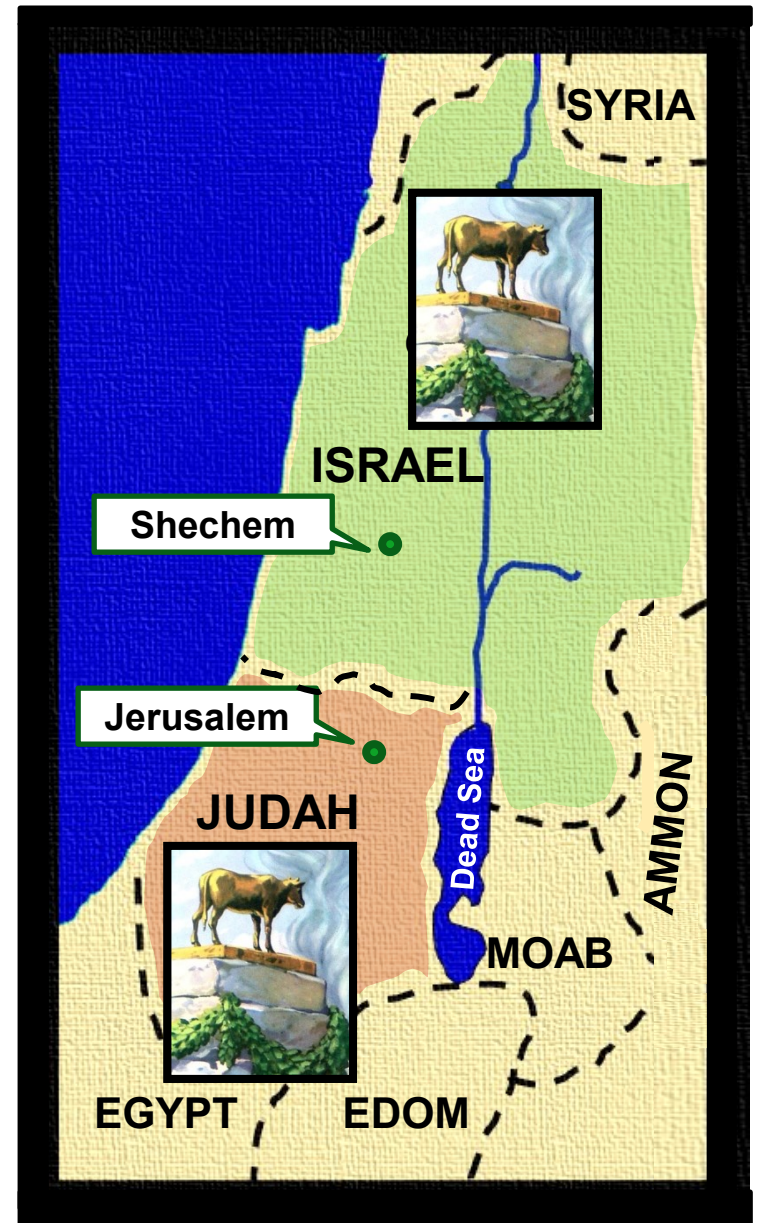 SYRIA
ISRAEL
Shechem
Jerusalem
Dead Sea
JUDAH
AMMON
MOAB
EGYPT
EDOM